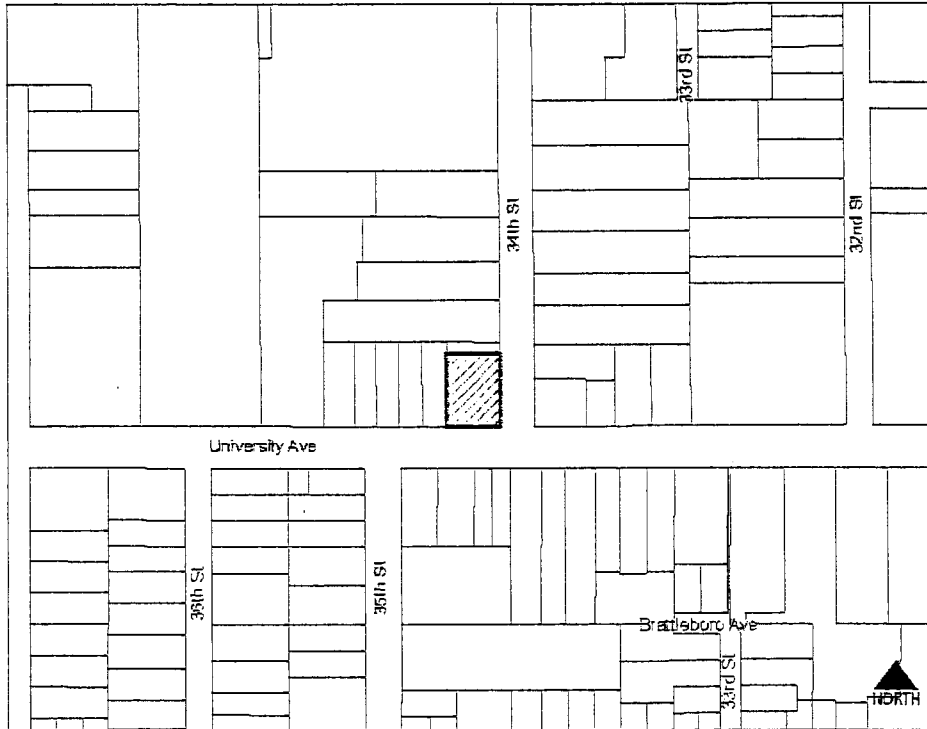 33rd St
34th St
32nd St
University Ave
36th St
35th St
Brattleboro Ave
33rd St
NORTH